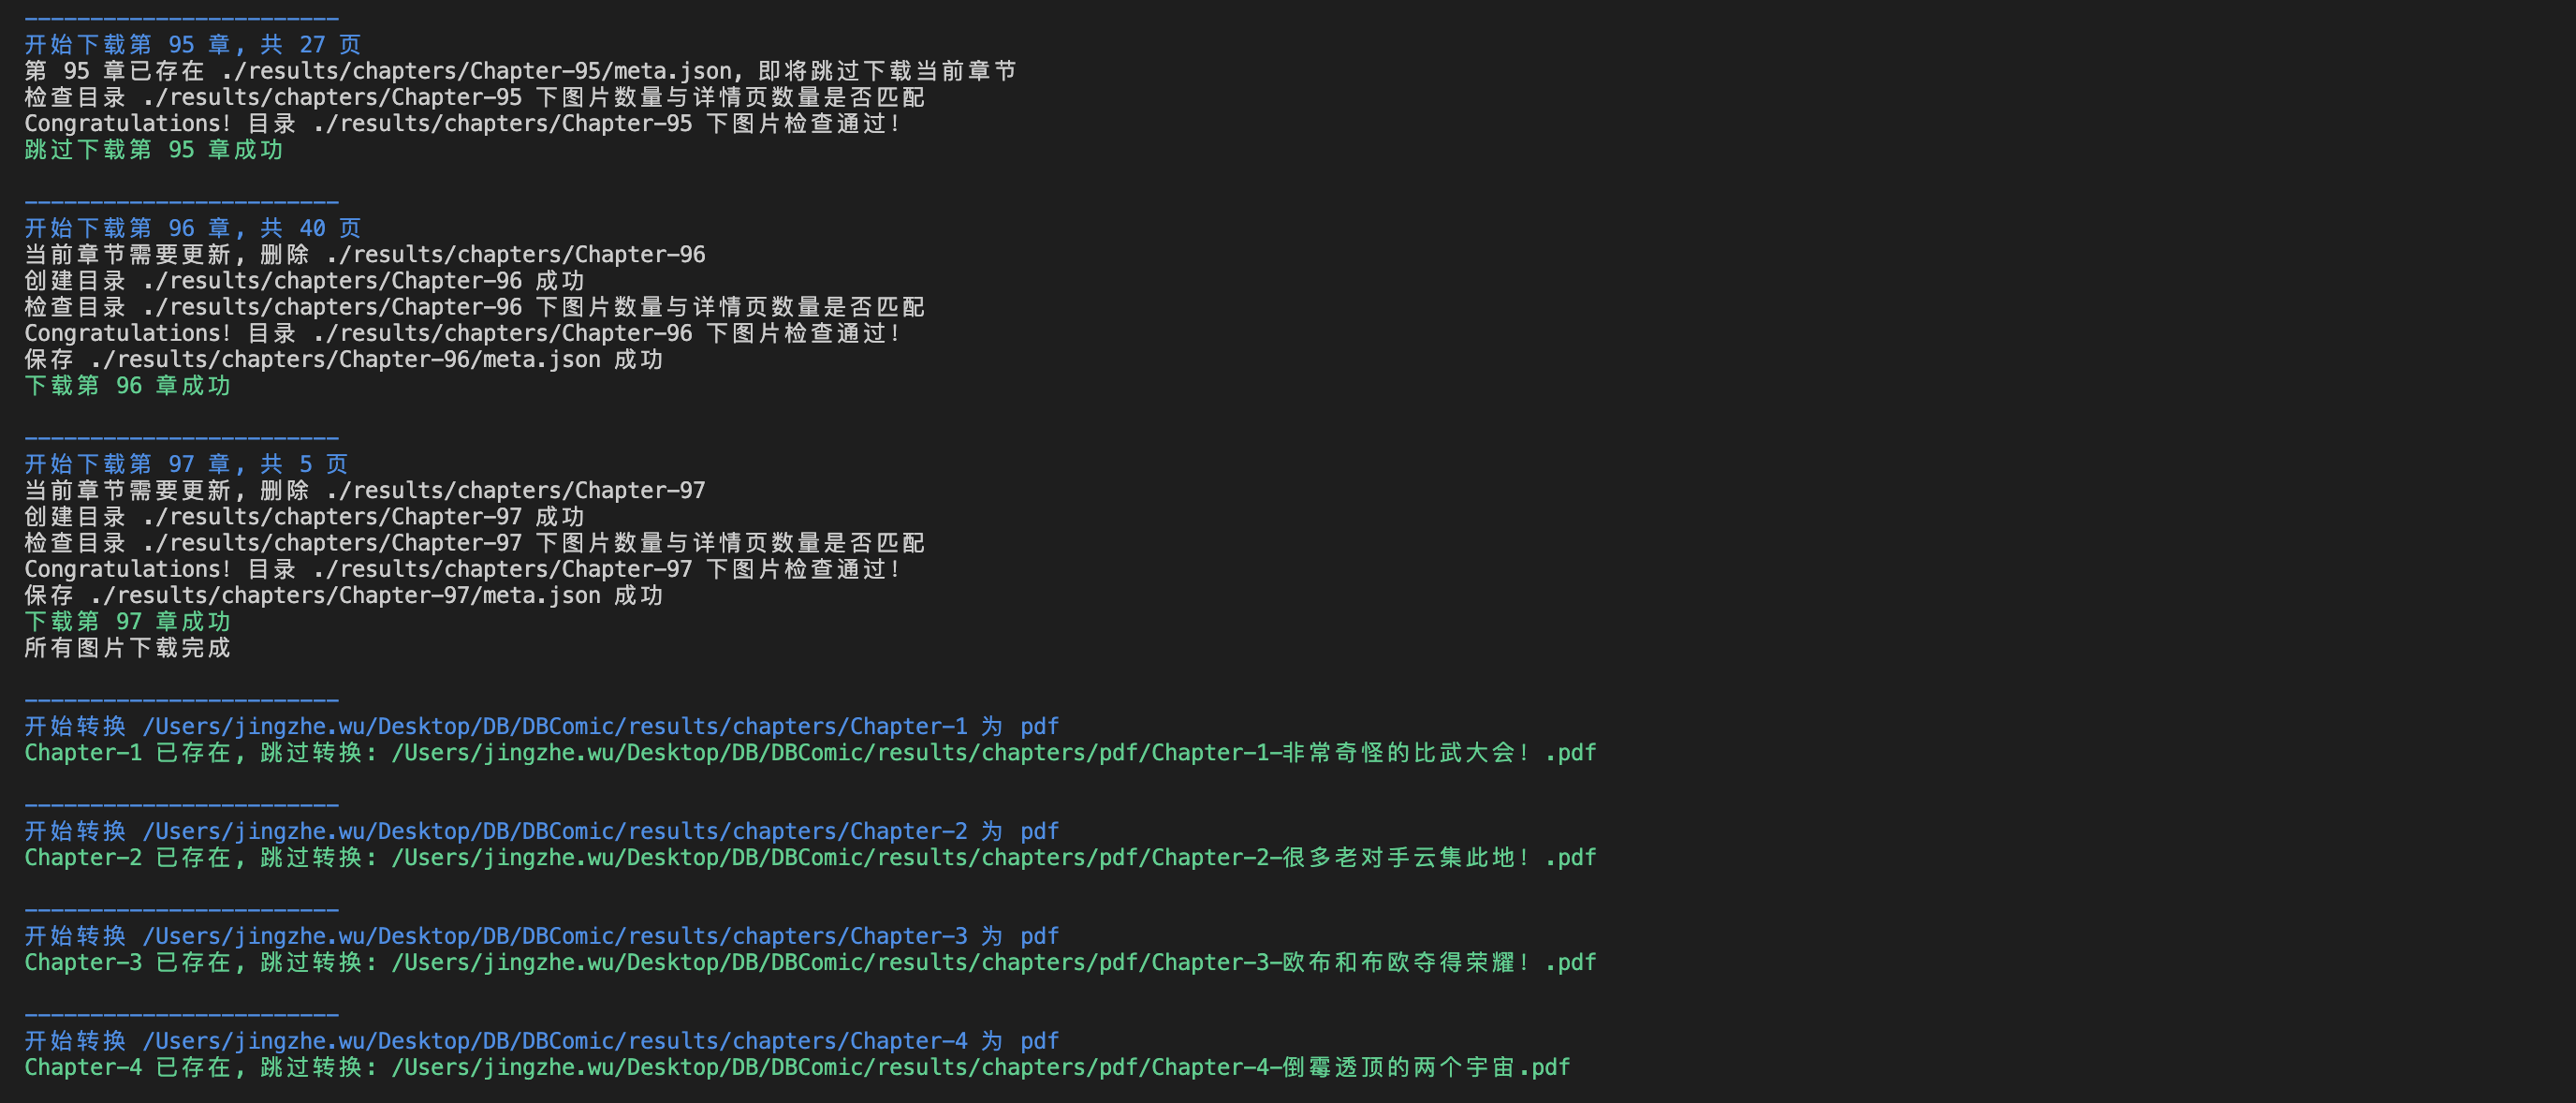 ------------------------
开始下载第 95 章, 共 27 页
第 95 章已存在 ./results/chapters/Chapter-95/meta.json, 即将跳过下载当前章节
检查目录 ./results/chapters/Chapter-95 下图片数量与详情页数量是否匹配
Congratulations! 目录 ./results/chapters/Chapter-95 下图片检查通过!
跳过下载第 95 章成功
------------------------
开始下载第 96 章, 共 40 页
当前章节需要更新, 删除 ./results/chapters/Chapter-96
创建目录 ./results/chapters/Chapter-96 成功
检查目录 ./results/chapters/Chapter-96 下图片数量与详情页数量是否匹配
Congratulations! 目录 ./results/chapters/Chapter-96 下图片检查通过!
保存 ./results/chapters/Chapter-96/meta.json 成功
下载第 96 章成功
------------------------
开始下载第 97 章, 共 5 页
当前章节需要更新, 删除 ./results/chapters/Chapter-97
创建目录 ./results/chapters/Chapter-97 成功
检查目录 ./results/chapters/Chapter-97 下图片数量与详情页数量是否匹配
Congratulations! 目录 ./results/chapters/Chapter-97 下图片检查通过!
保存 ./results/chapters/Chapter-97/meta.json 成功
下载第 97 章成功
所有图片下载完成
------------------------
开始转换 /Users/jingzhe.wu/Desktop/DB/DBComic/results/chapters/Chapter-1 为 pdf
Chapter-1 已存在, 跳过转换: /Users/jingzhe.wu/Desktop/DB/DBComic/results/chapters/pdf/Chapter-1-非常奇怪的比武大会! .pdf
------------------------
开始转换 /Users/jingzhe.wu/Desktop/DB/DBComic/results/chapters/Chapter-2 为 pdf
Chapter-2 已存在, 跳过转换: /Users/jingzhe.wu/Desktop/DB/DBComic/results/chapters/pdf/Chapter-2-很多老对手云集此地! .pdf
------------------------
开始转换 /Users/jingzhe.wu/Desktop/DB/DBComic/results/chapters/Chapter-3 为 pdf
Chapter-3 已存在, 跳过转换: /Users/jingzhe.wu/Desktop/DB/DBComic/results/chapters/pdf/Chapter-3-欧布和布欧夺得荣耀! .pdf
------------------------
开始转换 /Users/jingzhe.wu/Desktop/DB/DBComic/results/chapters/Chapter-4 为 pdf
Chapter-4 已存在, 跳过转换: /Users/jingzhe.wu/Desktop/DB/DBComic/results/chapters/pdf/Chapter-4-倒霉透顶的两个宇宙.pdf